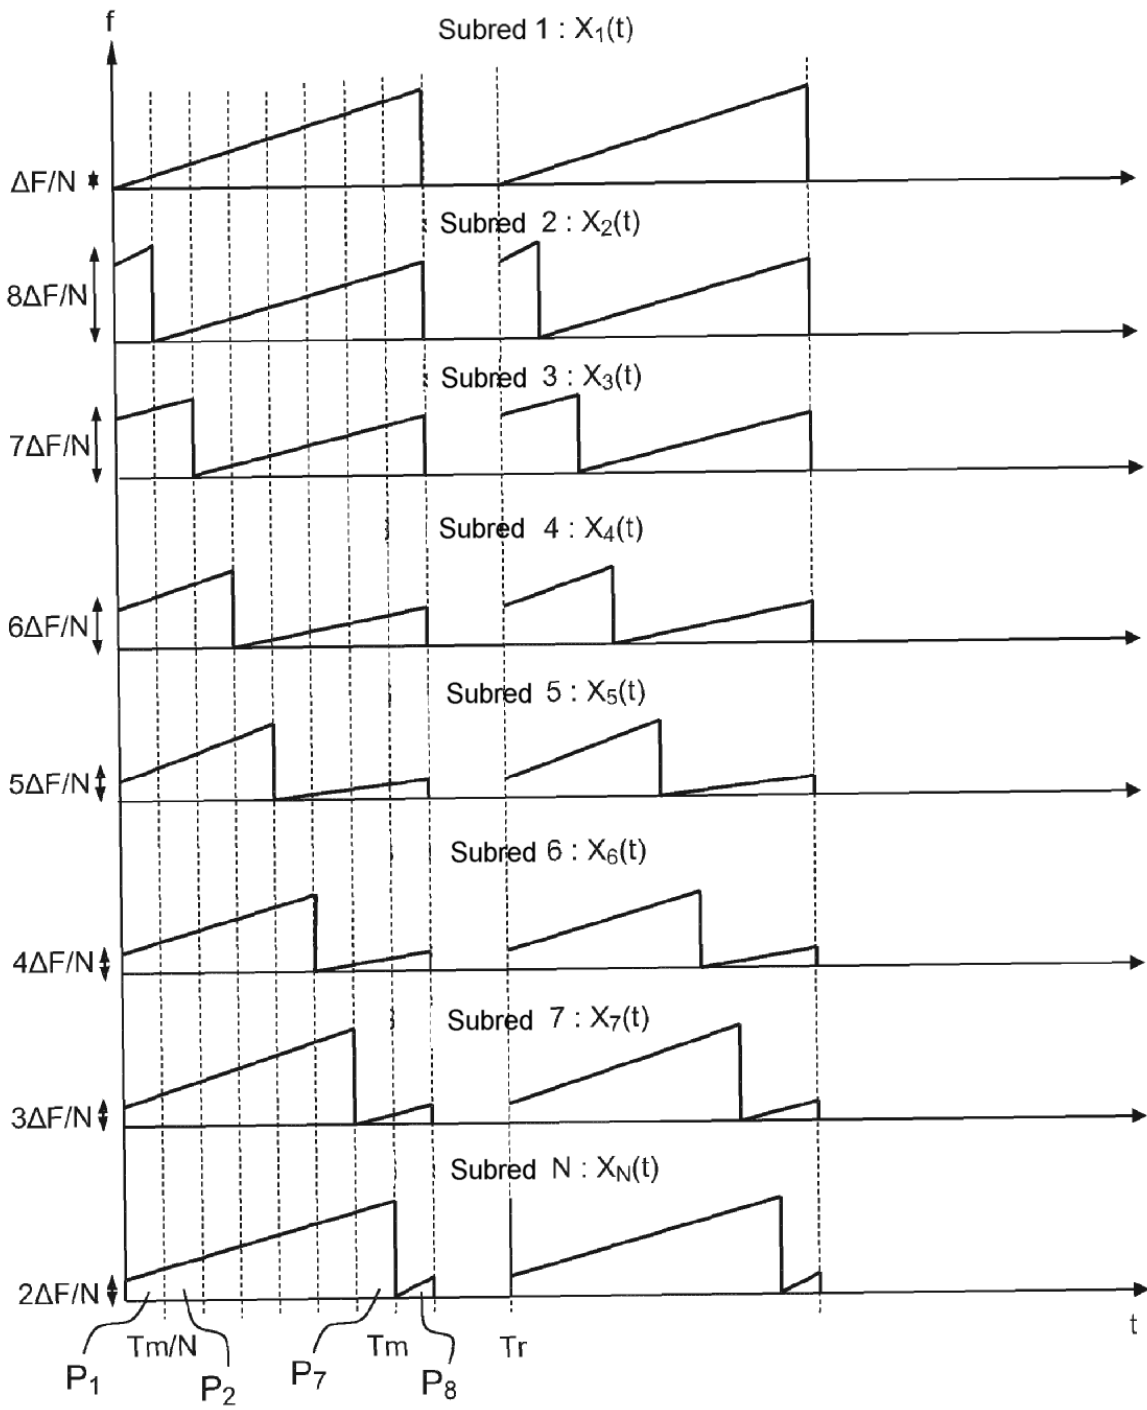 f
Subred 1 : X₁(t)
ΔF/N
Subred 2 : X₂(t)
8ΔF/N
Subred 3 : X₃(t)
7ΔF/N
Subred 4 : X₄(t)
6ΔF/N
Subred 5 : X₅(t)
5ΔF/N
Subred 6 : X₆(t)
4ΔF/N
Subred 7 : X₇(t)
3ΔF/N
Subred N : X_N(t)
2ΔF/N
t
Tm/N Tm Tr
P₁ P₂ P₇ P₈